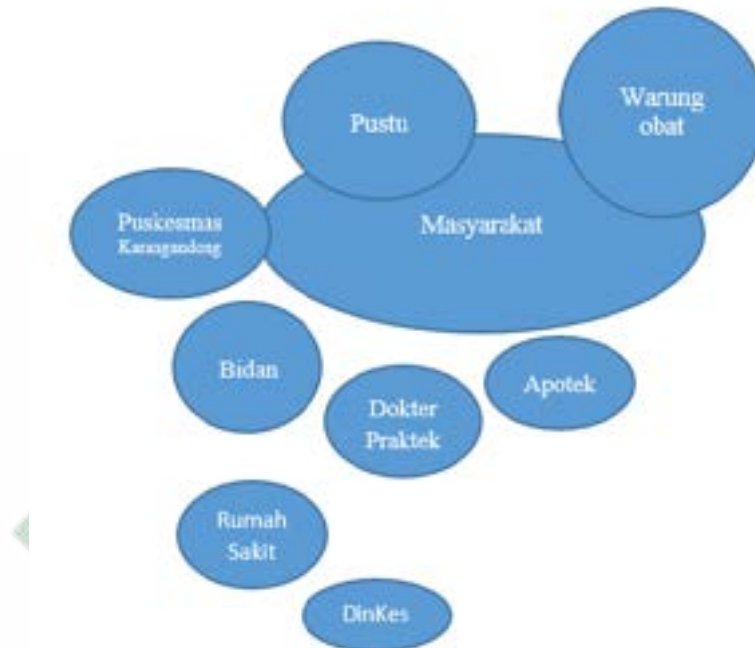 Pustu
Warung
obat
Puskesmas
Karangandong
Masyarakat
Bidan
Dokter
Praktek
Apotek
Rumah
Sakit
DinKes